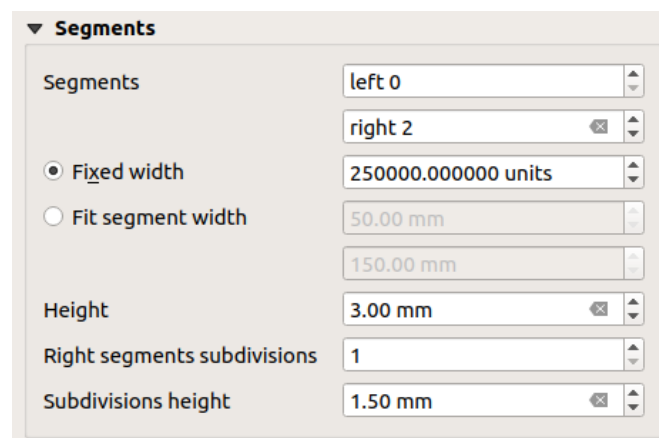 Segments
Segments left 0
right 2
Fixed width 250000.000000 units
Fit segment width 50.00 mm
150.00 mm
Height 3.00 mm
Right segments subdivisions 1
Subdivisions height 1.50 mm